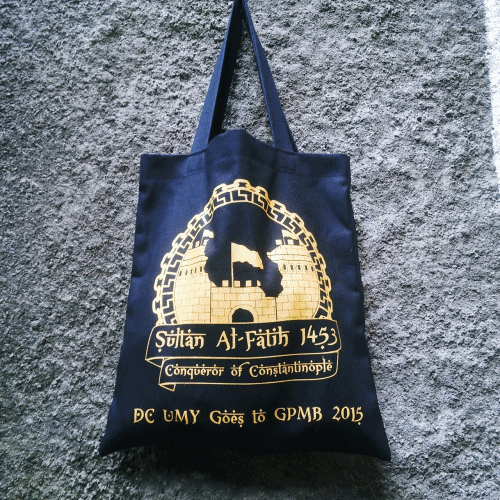 Sultan Al-Fatih 1453
Conqueror of Constantinople
DC UMY Goes to GPMB 2015